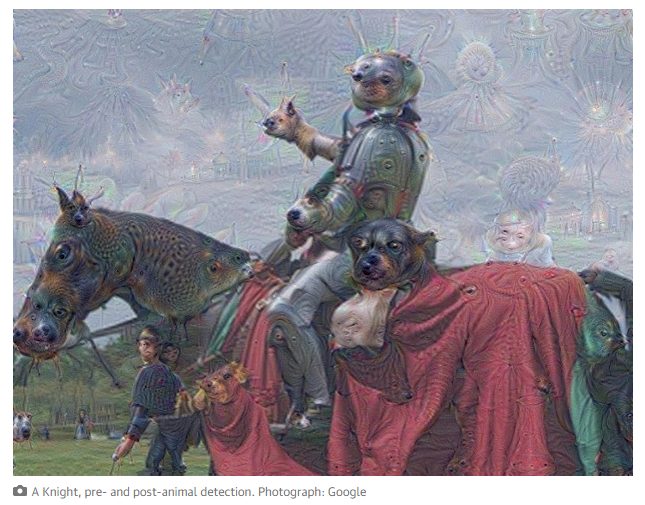 A Knight, pre- and post-animal detection. Photograph: Google